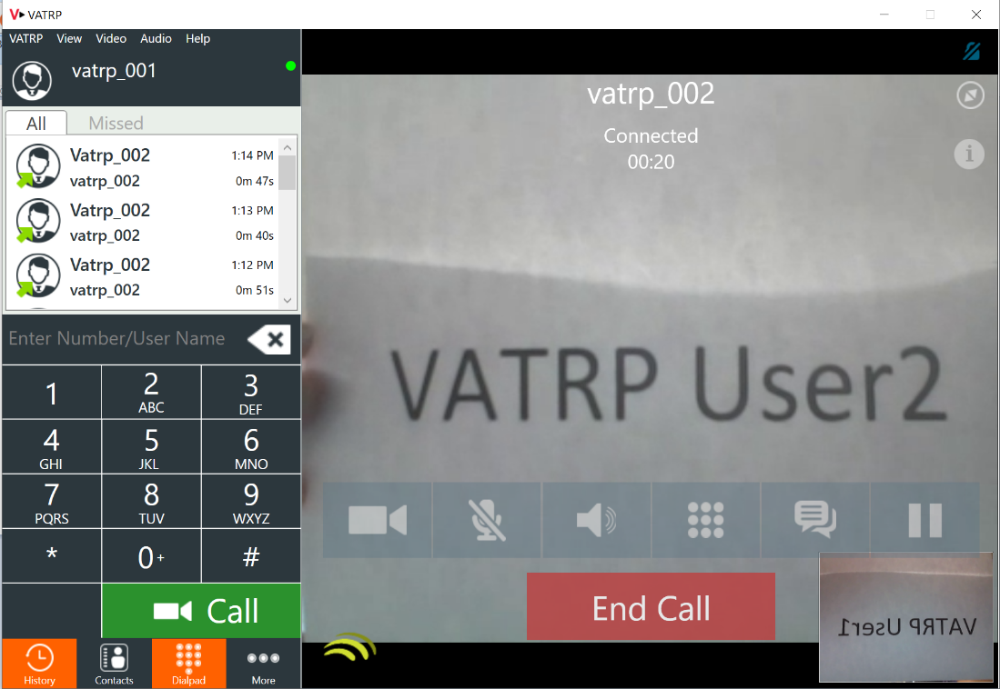 VATRP
VATRP View Video Audio Help
vatrp_001
All Missed
Vatrp_002 1:14 PM
vatrp_002 0m 47s
Vatrp_002 1:13 PM
vatrp_002 0m 40s
Vatrp_002 1:12 PM
vatrp_002 0m 51s
Enter Number/User Name
1 2 3
ABC DEF
4 5 6
GHI JKL MNO
7 8 9
PQRS TUV WXYZ
* 0+ #
Call
History Contacts Dialpad More
vatrp_002
Connected
00:20
i
VATRP User2
End Call
VATRP User1